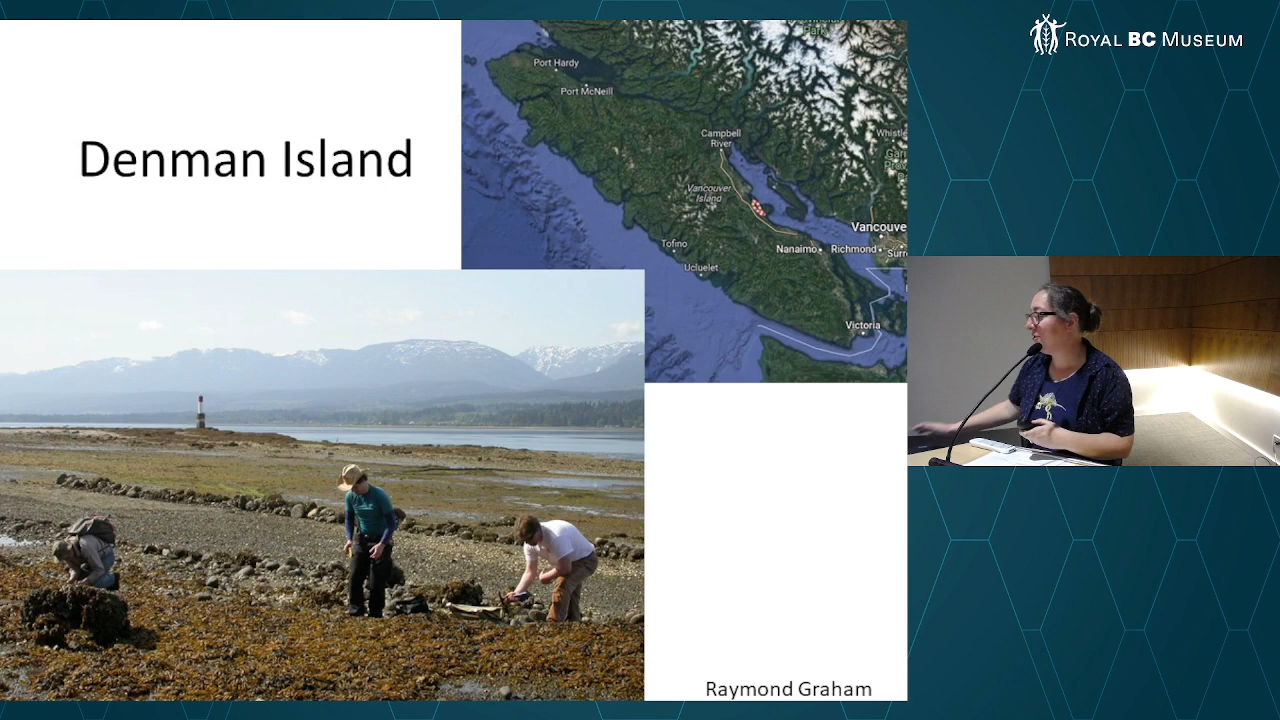 ROYAL BC MUSEUM
Denman Island
Port Hardy
Port McNeill
Campbell
River
Vancouver
Island
Tofino
Ucluelet
Nanaimo
Richmond
Victoria
Raymond Graham